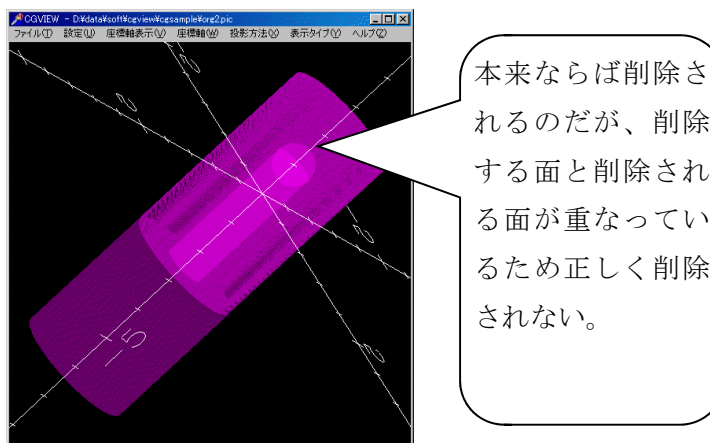 CGVIEW - D:¥data¥soft¥cgview¥cgsample¥org2.pic
ファイル(T) 設定(U) 座標軸表示(V) 座標軸(W) 投影方法(X) 表示タイプ(Y) ヘルプ(Z)
本来ならば削除さ
れるのだが、削除
する面と削除され
る面が重なってい
るため正しく削除
されない。
-5